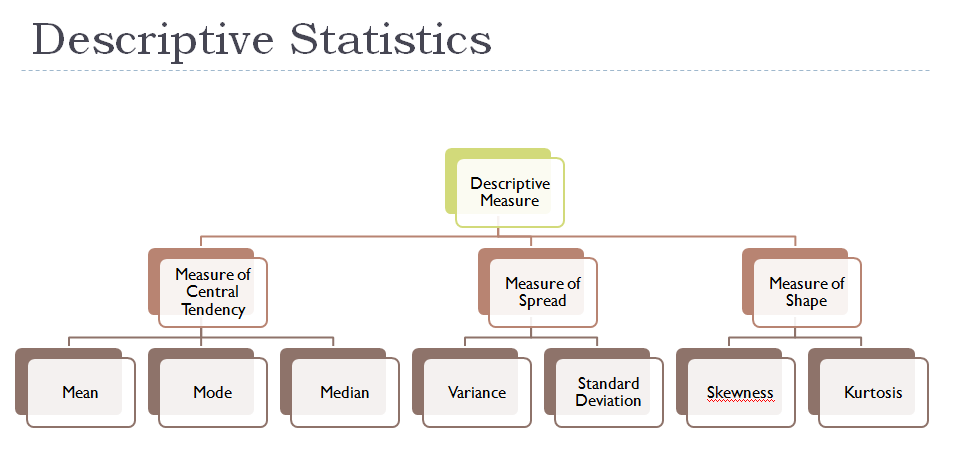 Descriptive Statistics
Descriptive
Measure
Measure of
Central
Tendency
Measure of
Spread
Measure of
Shape
Mean
Mode
Median
Variance
Standard
Deviation
Skewness
Kurtosis